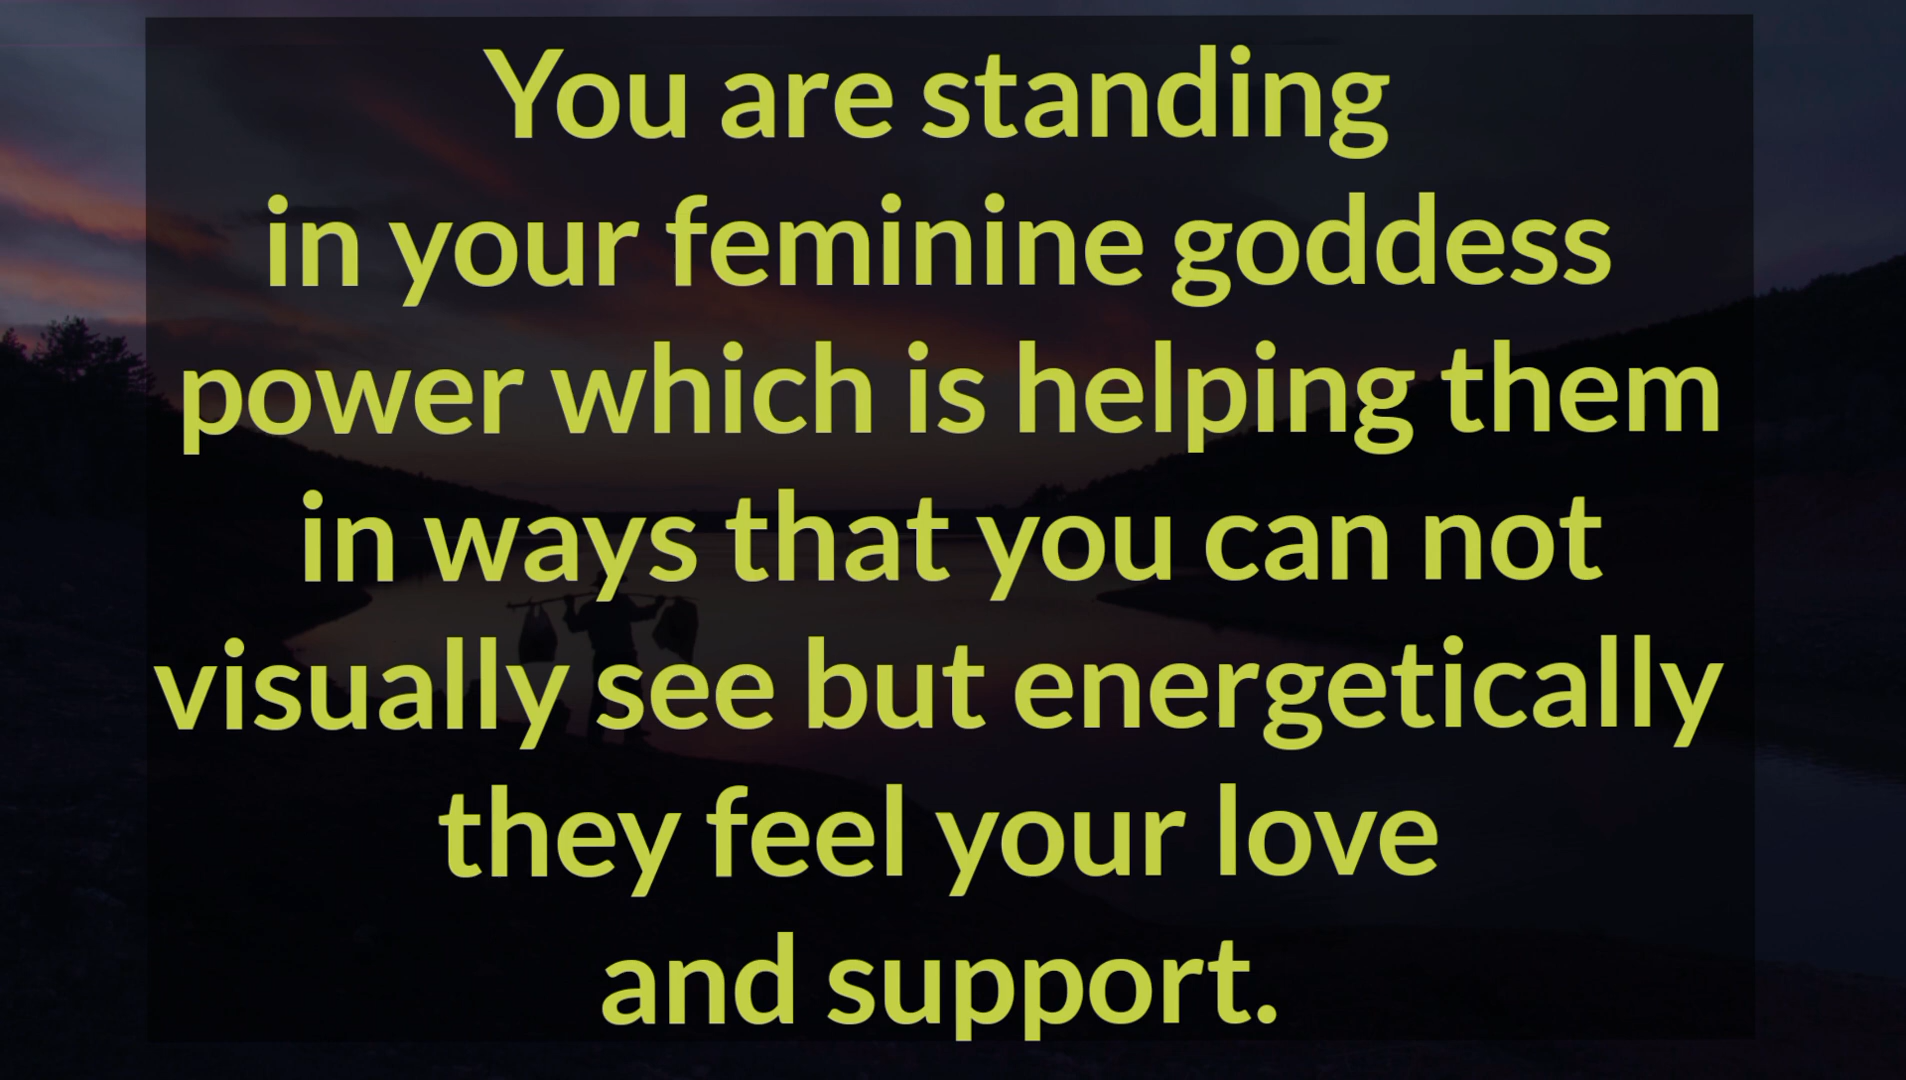 You are standing
in your feminine goddess
power which is helping them
in ways that you can not
visually see but energetically
they feel your love
and support.